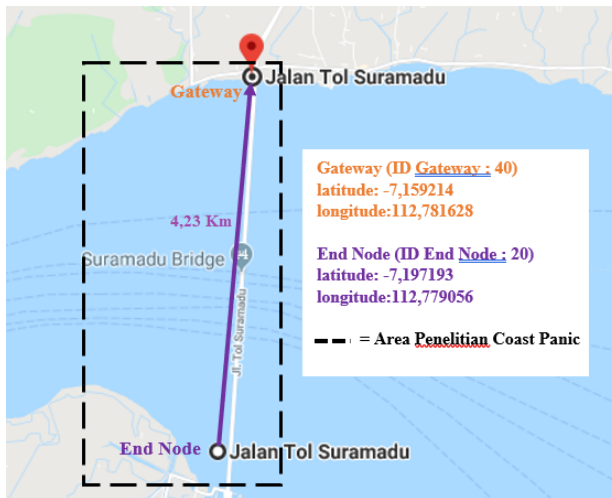 Jalan Tol Suramadu
Gateway
Gateway (ID Gateway : 40)
latitude: -7,159214
longitude:112,781628
4,23 Km
End Node (ID End Node : 20)
Suramadu Bridge
latitude: -7,197193
longitude:112,779056
Jl. Tol Suramadu
= Area Penelitian Coast Panic
End Node
Jalan Tol Suramadu